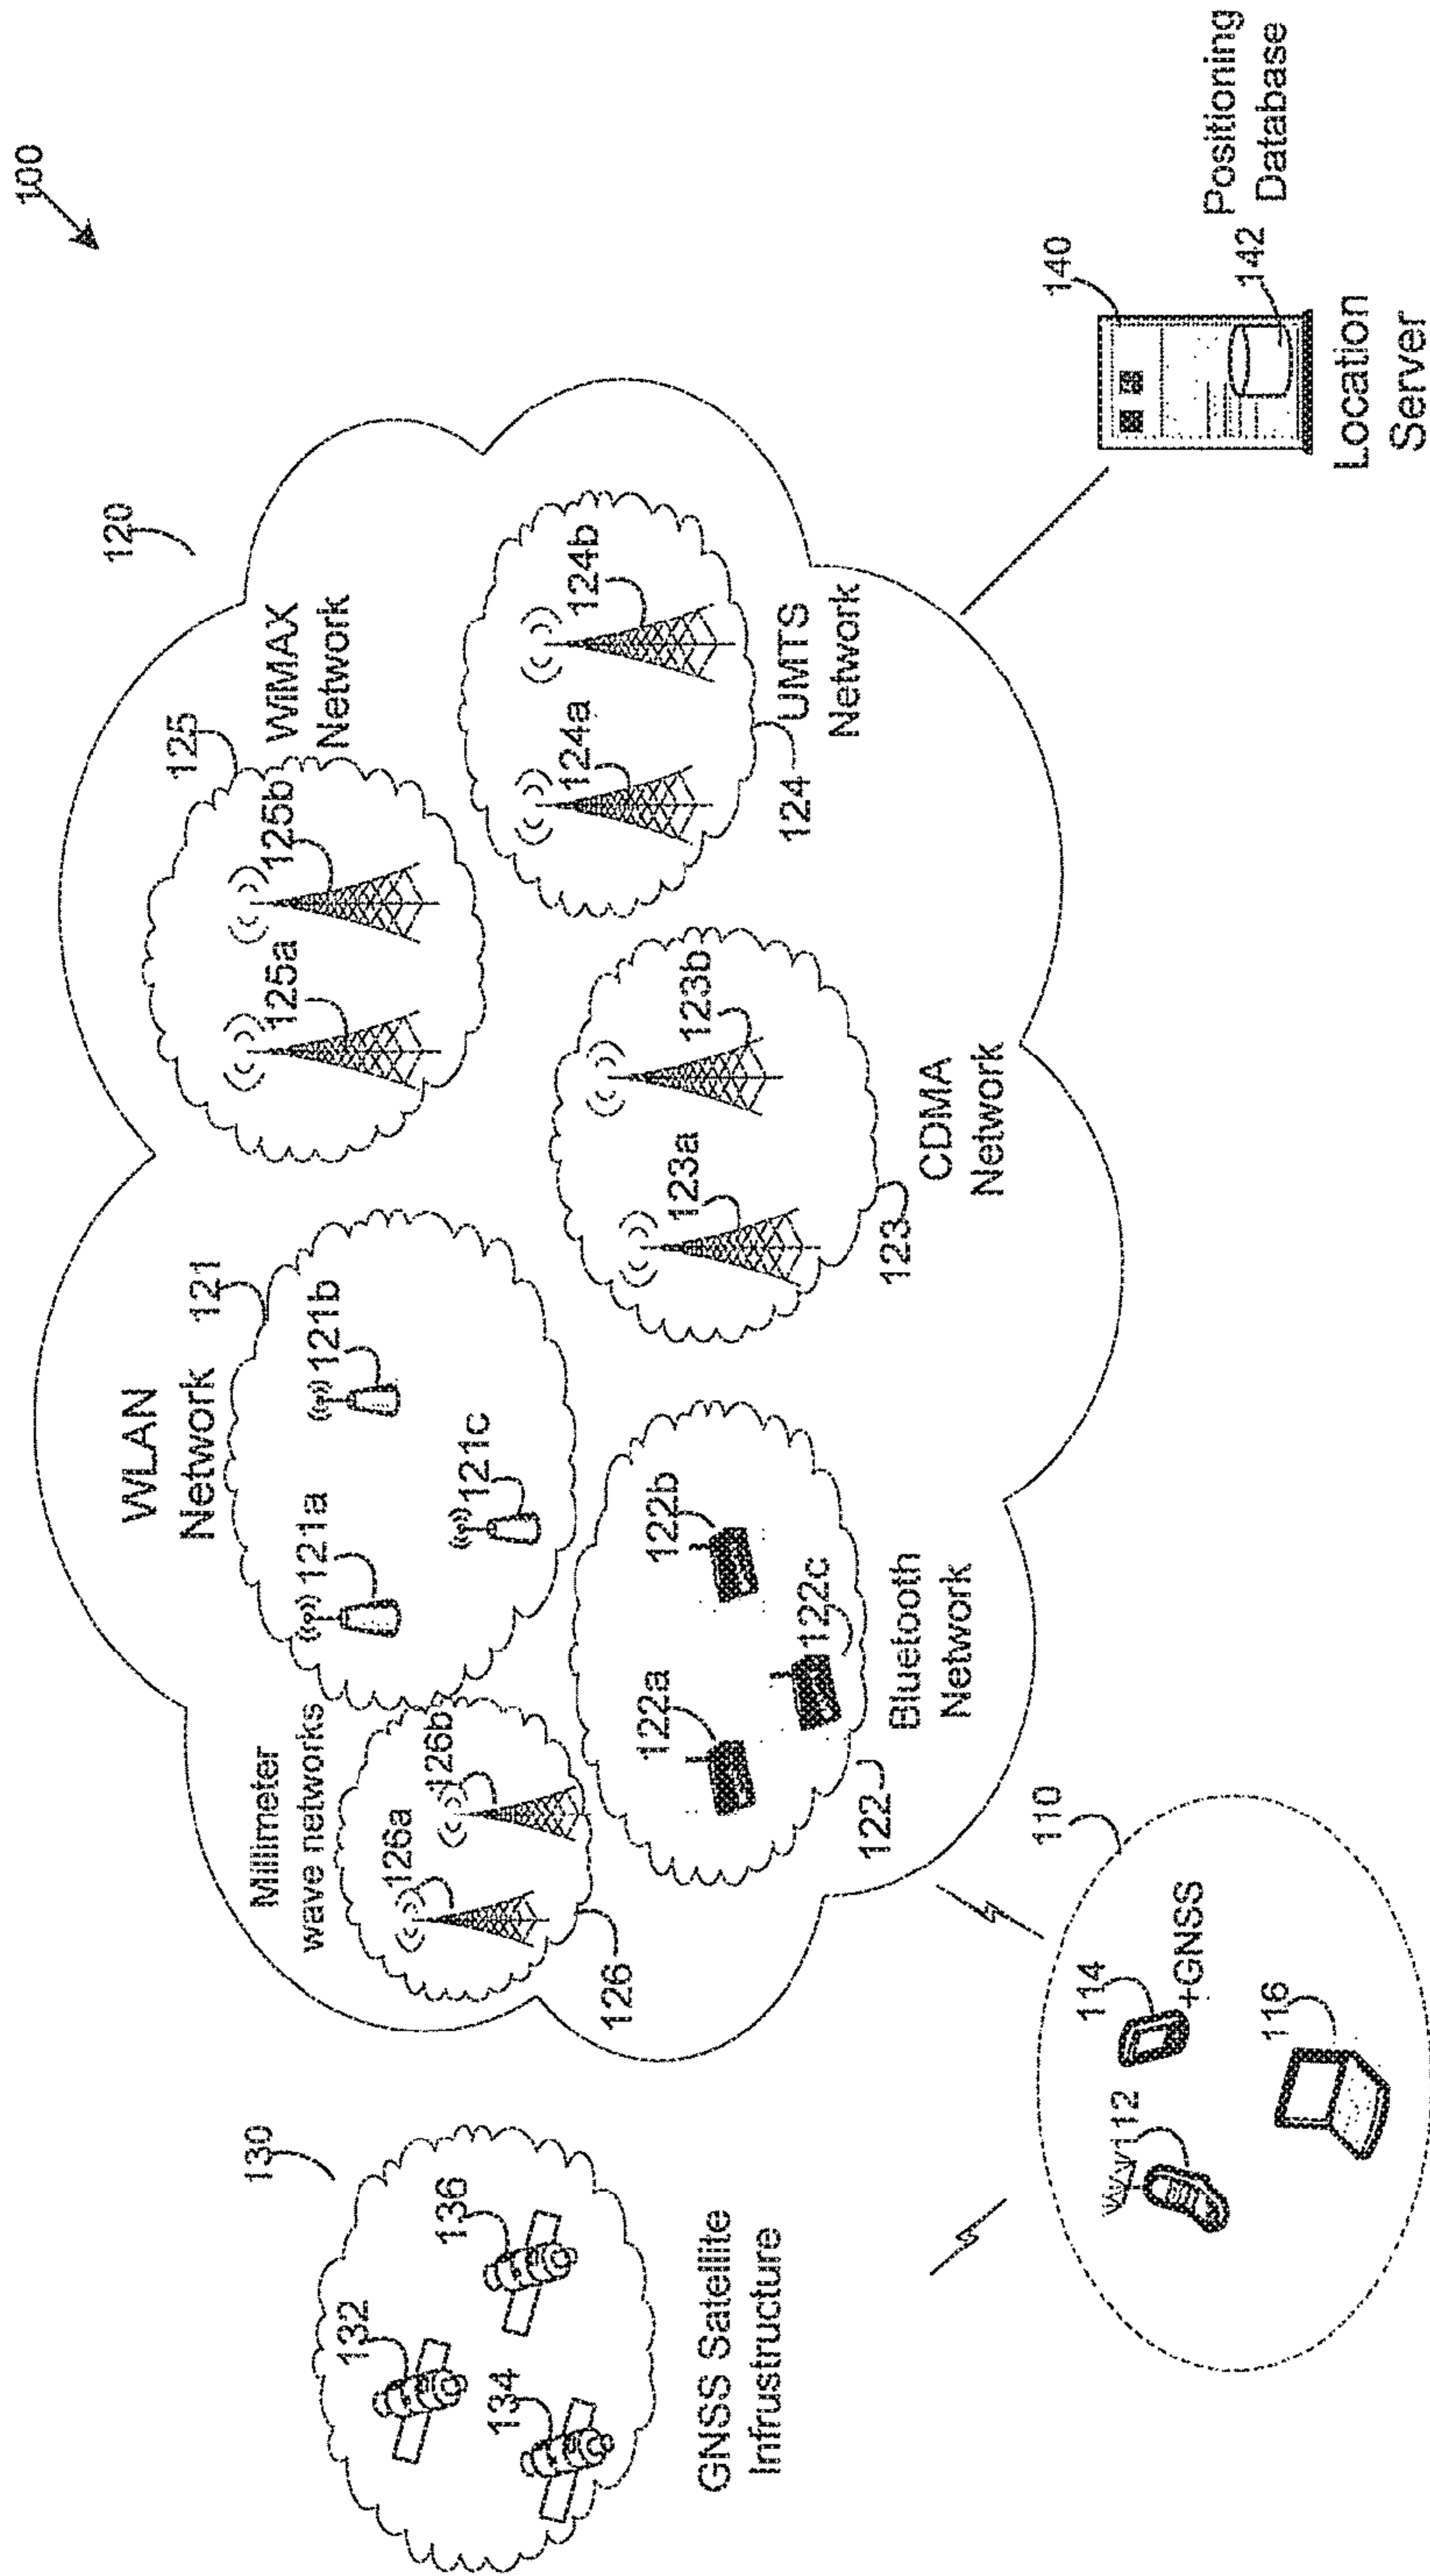 100
120
WLAN
Network
121
121a
121b
121c
125
WiMAX
Network
125a
125b
Millimeter
wave networks
126a
126b
126
122a
122b
122c
122
Bluetooth
Network
123a
123b
123
CDMA
Network
124a
124b
124
UMTS
Network
130
132
134
136
GNSS Satellite
Infrustructure
110
112
114
+GNSS
116
140
142
Positioning
Database
Location
Server